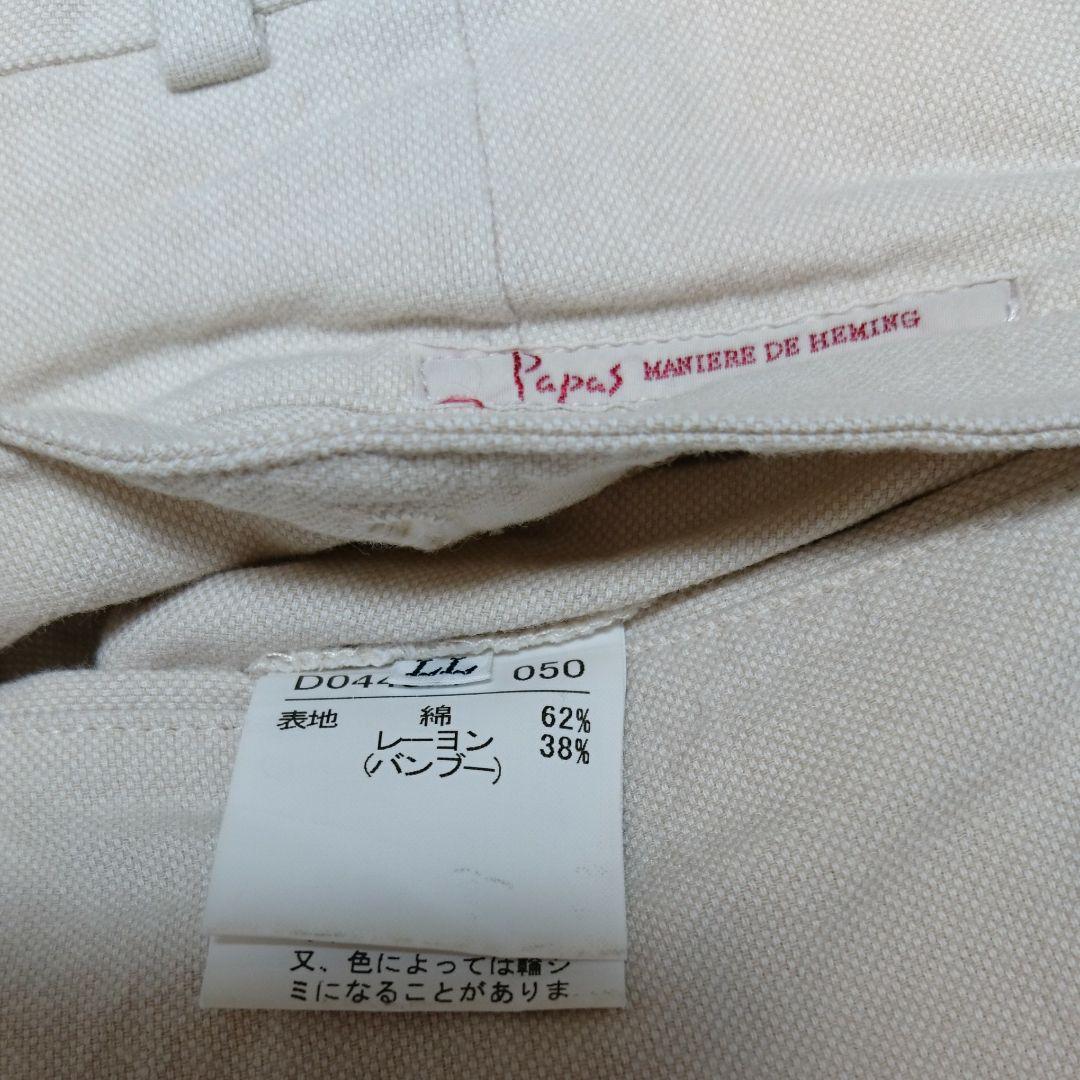 Papas MANIERE DE HEMING
LL
D044 050
表地 綿 62%
レーヨン 38%
(バンブー)
又、色によっては輪ジ
ミになることがありま